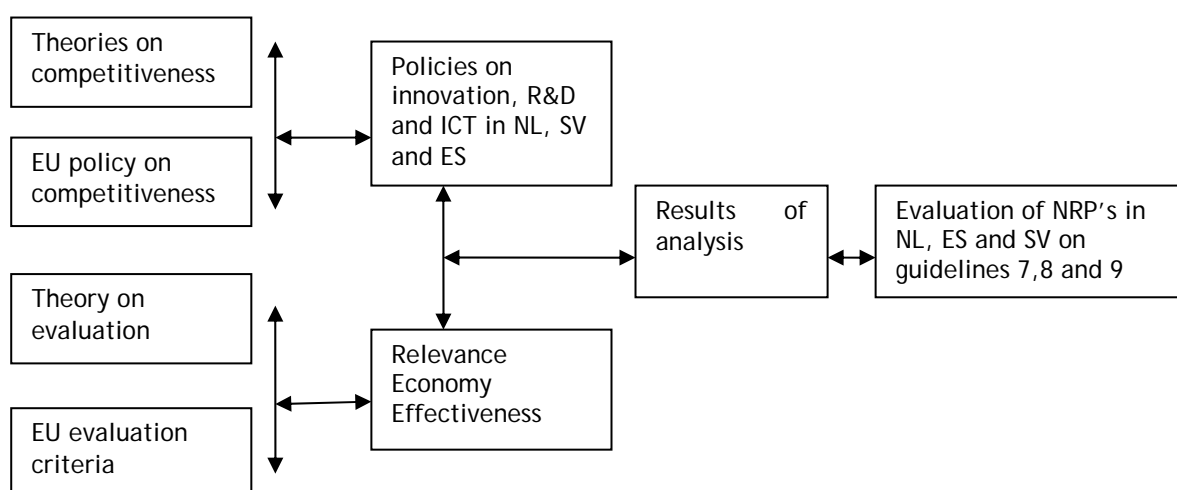 Theories on
competitiveness
EU policy on
competitiveness
Policies on
innovation, R&D
and ICT in NL, SV
and ES
Results of
analysis
Evaluation of NRP's in
NL, ES and SV on
guidelines 7,8 and 9
Theory on
evaluation
EU evaluation
criteria
Relevance
Economy
Effectiveness